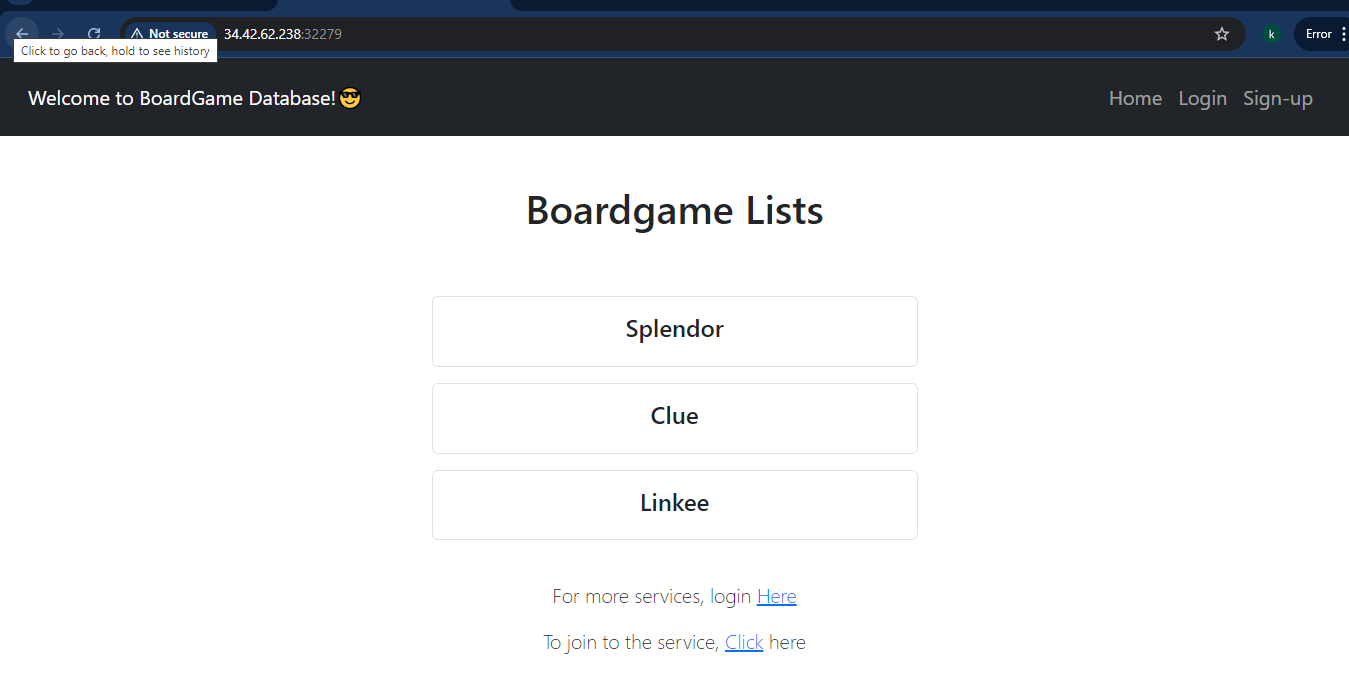 Not secure 34.42.62.238:32279 k Error
Click to go back, hold to see history
Welcome to BoardGame Database!😎 Home Login Sign-up
Boardgame Lists
Splendor
Clue
Linkee
For more services, login Here
To join to the service, Click here